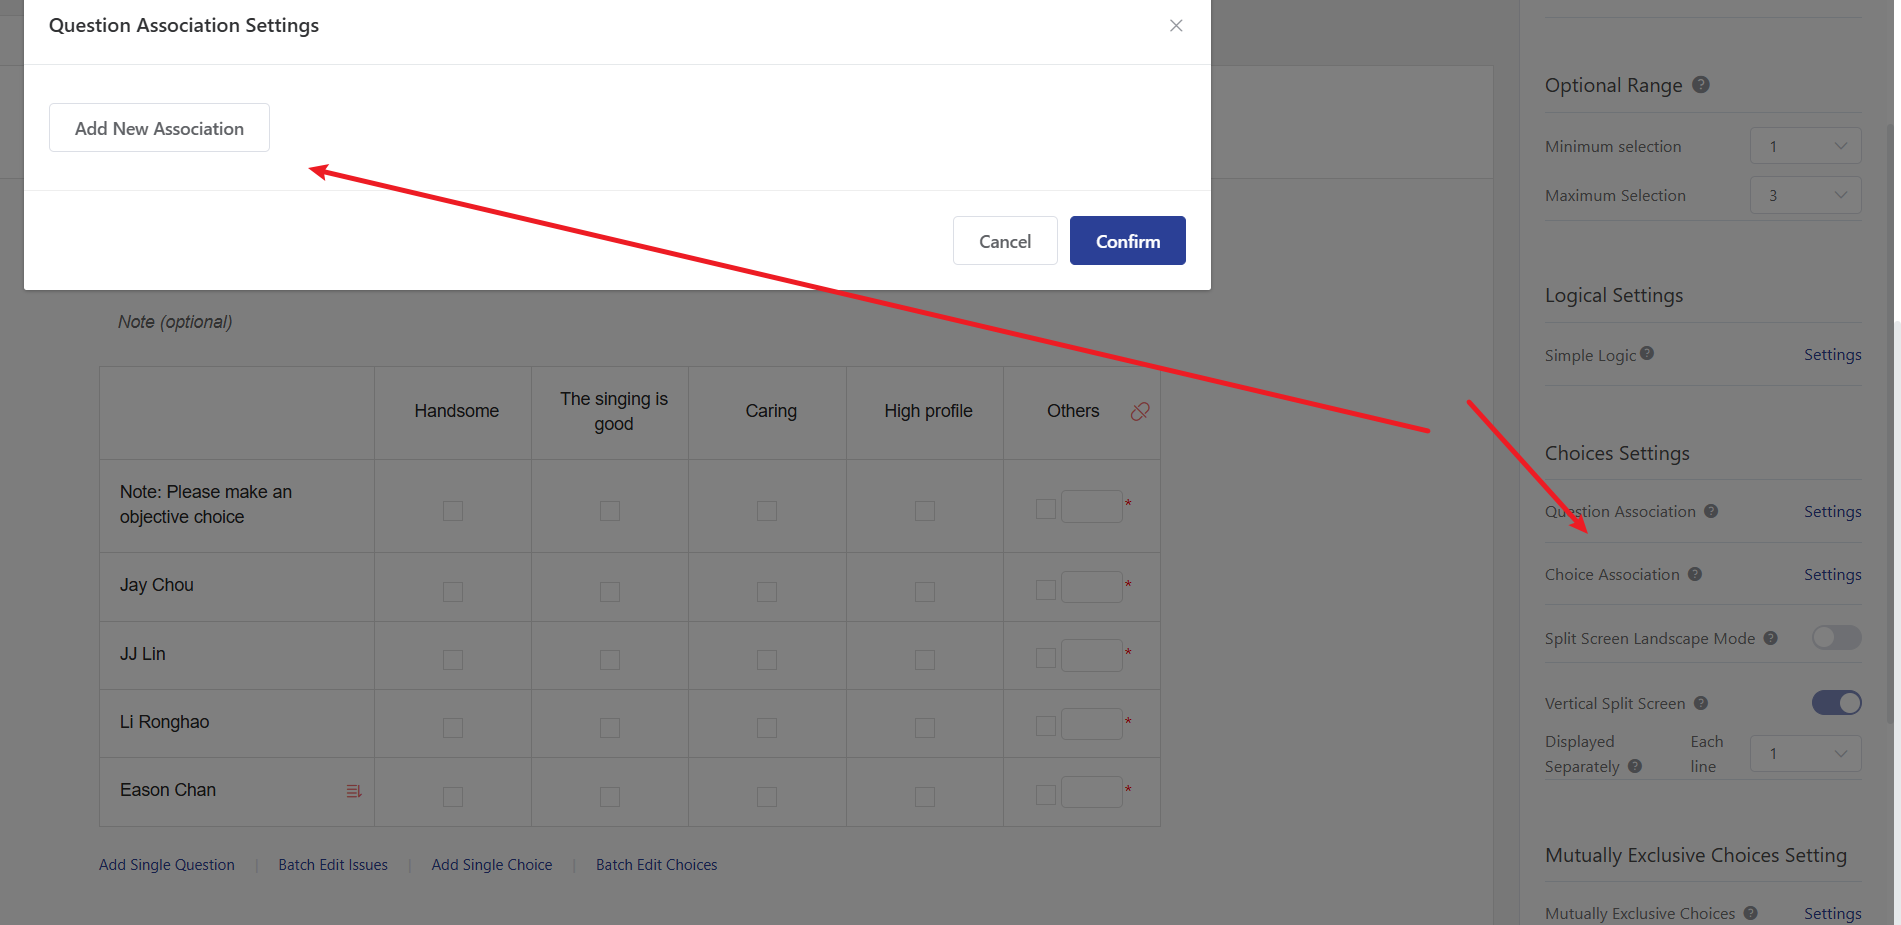 Question Association Settings
Add New Association
Cancel
Confirm
Note (optional)
Handsome
The singing is
good
Caring
High profile
Others
Note: Please make an
objective choice
*
Jay Chou
*
JJ Lin
*
Li Ronghao
*
Eason Chan
*
Add Single Question | Batch Edit Issues | Add Single Choice | Batch Edit Choices
Optional Range ?
Minimum selection 1
Maximum Selection 3
Logical Settings
Simple Logic ? Settings
Choices Settings
Question Association ? Settings
Choice Association ? Settings
Split Screen Landscape Mode ?
Vertical Split Screen ?
Displayed
Separately ?
Each
line
1
Mutually Exclusive Choices Setting
Mutually Exclusive Choices ? Settings